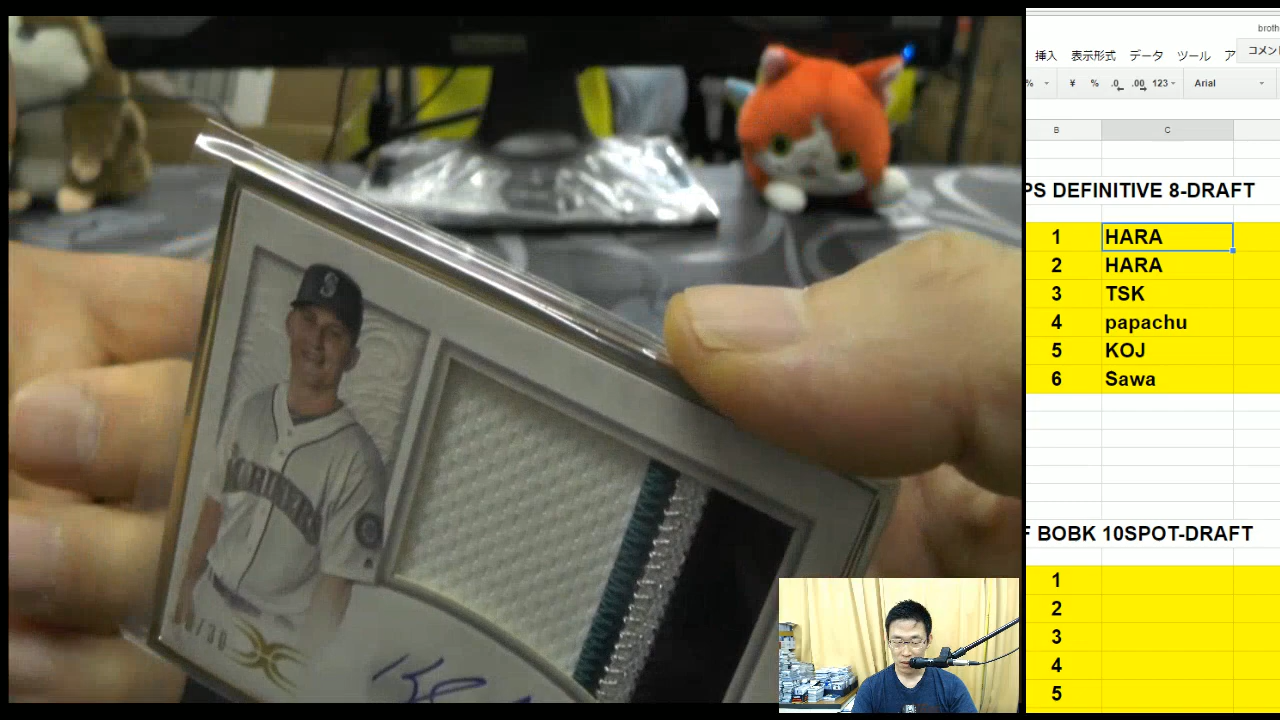 broth
挿入 表示形式 データ ツール ア
コメン
% ¥ % .0 .00 123 Arial
B C
PS DEFINITIVE 8-DRAFT
1 HARA
2 HARA
3 TSK
4 papachu
5 KOJ
6 Sawa
BOBK 10SPOT-DRAFT
1
2
3
4
5
S
MARINERS
/30